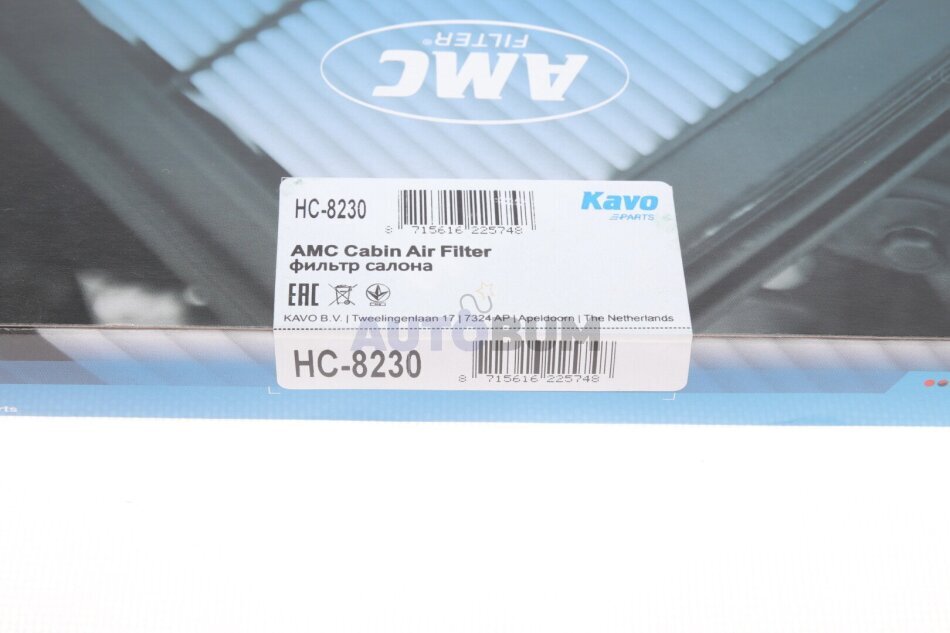 AMC
FILTER®
HC-8230
8 715616 225748
Kavo
PARTS
AMC Cabin Air Filter
фильтр салона
EAC
KAVO B.V. | Tweelingenlaan 17 | 7324 AP | Apeldoorn | The Netherlands
AUTOBUM
HC-8230
8 715616 225748
rts